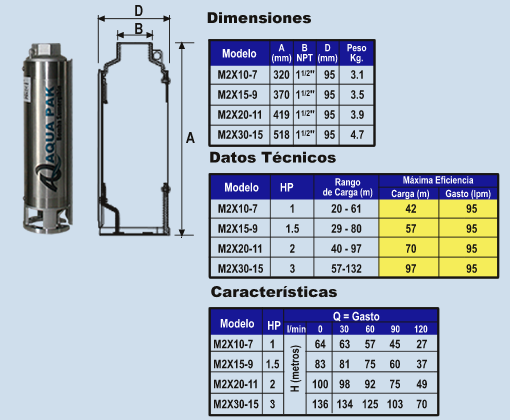 D
B
A
AQUA PAK
Bomba Sumergible
Dimensiones
Modelo A (mm) B NPT D (mm) Peso Kg.
M2X10-7 320 1 1/2" 95 3.1
M2X15-9 370 1 1/2" 95 3.5
M2X20-11 419 1 1/2" 95 3.9
M2X30-15 518 1 1/2" 95 4.7
Datos Técnicos
Modelo HP Rango de Carga (m) Máxima Eficiencia
Carga (m) Gasto (lpm)
M2X10-7 1 20 - 61 42 95
M2X15-9 1.5 29 - 80 57 95
M2X20-11 2 40 - 97 70 95
M2X30-15 3 57-132 97 95
Características
Modelo HP Q = Gasto
l/min 0 30 60 90 120
H (metros)
M2X10-7 1 64 63 57 45 27
M2X15-9 1.5 83 81 75 60 37
M2X20-11 2 100 98 92 75 49
M2X30-15 3 136 134 125 103 70